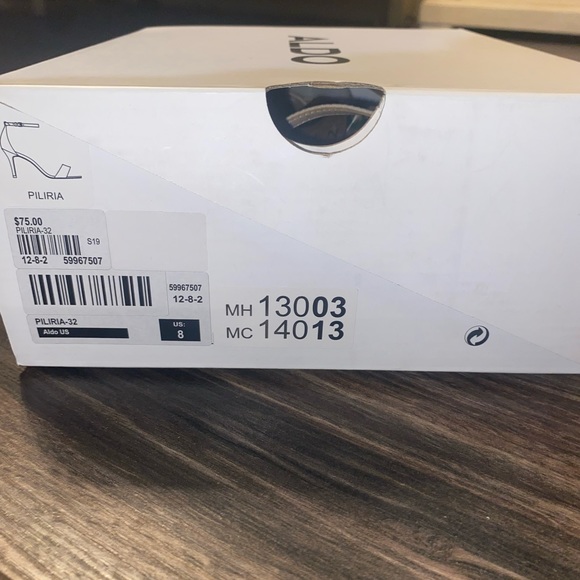 ALDO
PILIRIA
$75.00
PILIRIA-32
S19
12-8-2 59967507
59967507
12-8-2
PILIRIA-32
Aldo US
US:
8
MH 13003
MC 14013